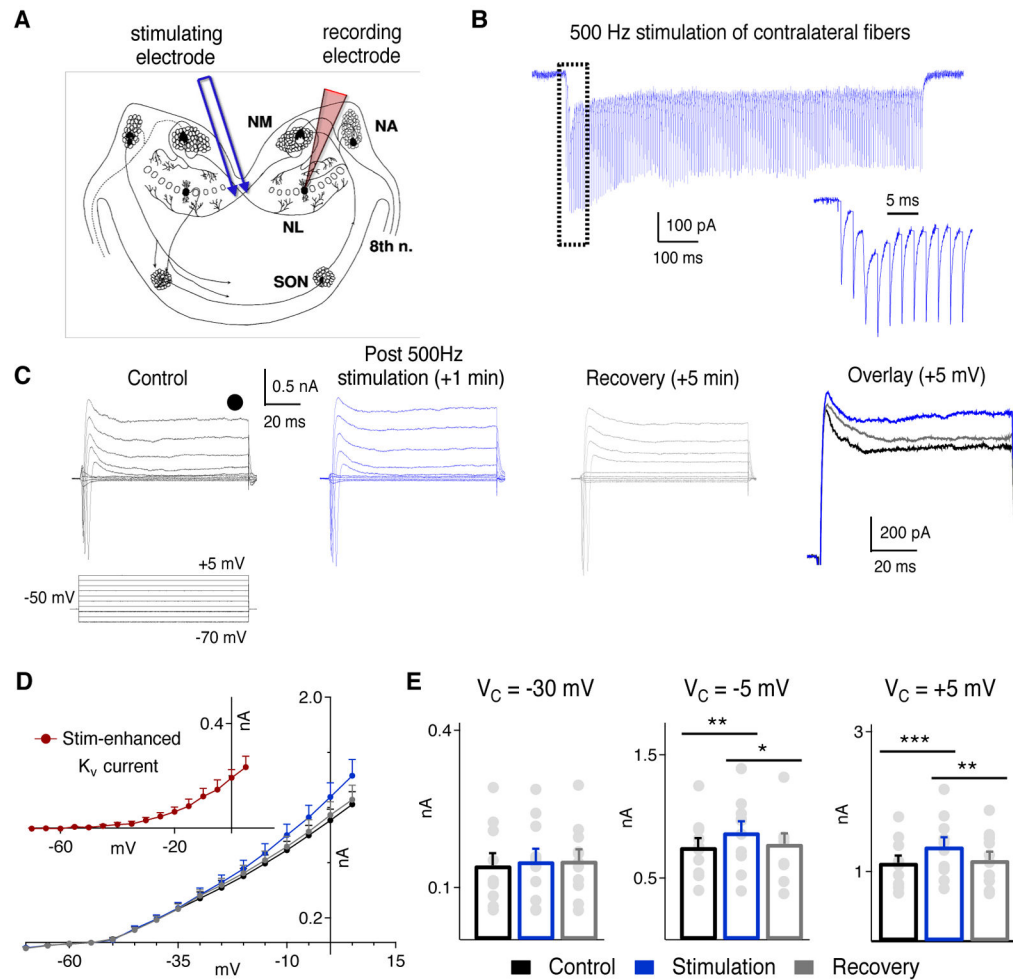 A
stimulating
electrode
recording
electrode
NM
NA
NL
8th n.
SON
B
500 Hz stimulation of contralateral fibers
100 pA
100 ms
5 ms
C
Control
0.5 nA
20 ms
Post 500Hz
stimulation (+1 min)
Recovery (+5 min)
Overlay (+5 mV)
200 pA
20 ms
+5 mV
-50 mV
-70 mV
D
Stim-enhanced
Kv current
0.4
nA
-60
mV
-20
2.0
nA
0.2
-60
-35
-10
15
mV
E
VC = -30 mV
0.4
nA
0.1
VC = -5 mV
**
*
1.5
nA
0.5
VC = +5 mV
***
**
3
nA
1
Control
Stimulation
Recovery